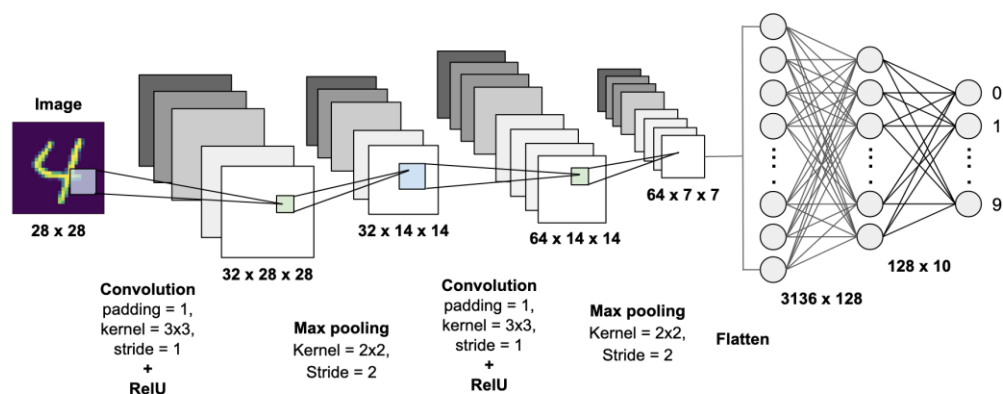 Image
28 x 28
32 x 28 x 28
32 x 14 x 14
64 x 14 x 14
64 x 7 x 7
3136 x 128
128 x 10
0
1
9
Convolution
padding = 1,
kernel = 3x3,
stride = 1
+
RelU
Max pooling
Kernel = 2x2,
Stride = 2
Convolution
padding = 1,
kernel = 3x3,
stride = 1
+
RelU
Max pooling
Kernel = 2x2,
Stride = 2
Flatten